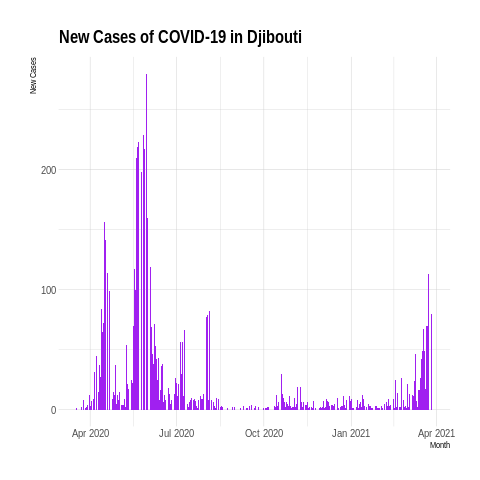 New Cases of COVID-19 in Djibouti
New Cases
200
100
0
Apr 2020 Jul 2020 Oct 2020 Jan 2021 Apr 2021
Month